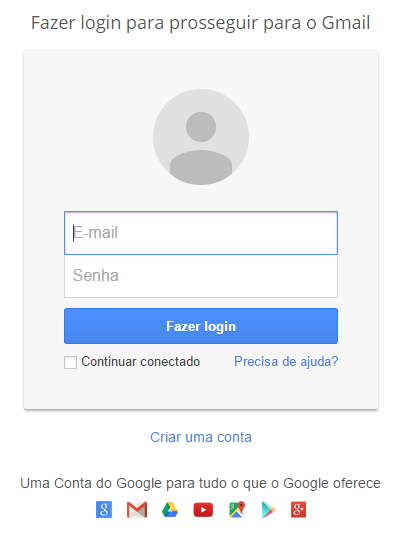 Fazer login para prosseguir para o Gmail
E-mail
Senha
Fazer login
Continuar conectado Precisa de ajuda?
Criar uma conta
Uma Conta do Google para tudo o que o Google oferece